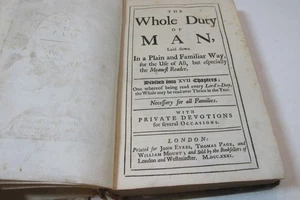 THE
Whole Duty
OF
MAN,
Laid down
In a Plain and Familiar Way,
for the Use of All, but especially
the Meanest Reader.
Divided into XVII Chapters;
One whereof being read every Lord's-Day,
the Whole may be read over Thrice in the Year.
Necessary for all Families.
WITH
PRIVATE DEVOTIONS
for several Occasions.
LONDON:
Printed for JOHN EYRES, THOMAS PAGE, and
WILLIAM MOUNT; and Sold by the Booksellers of
London and Westminster. M.DCC.XXXI.